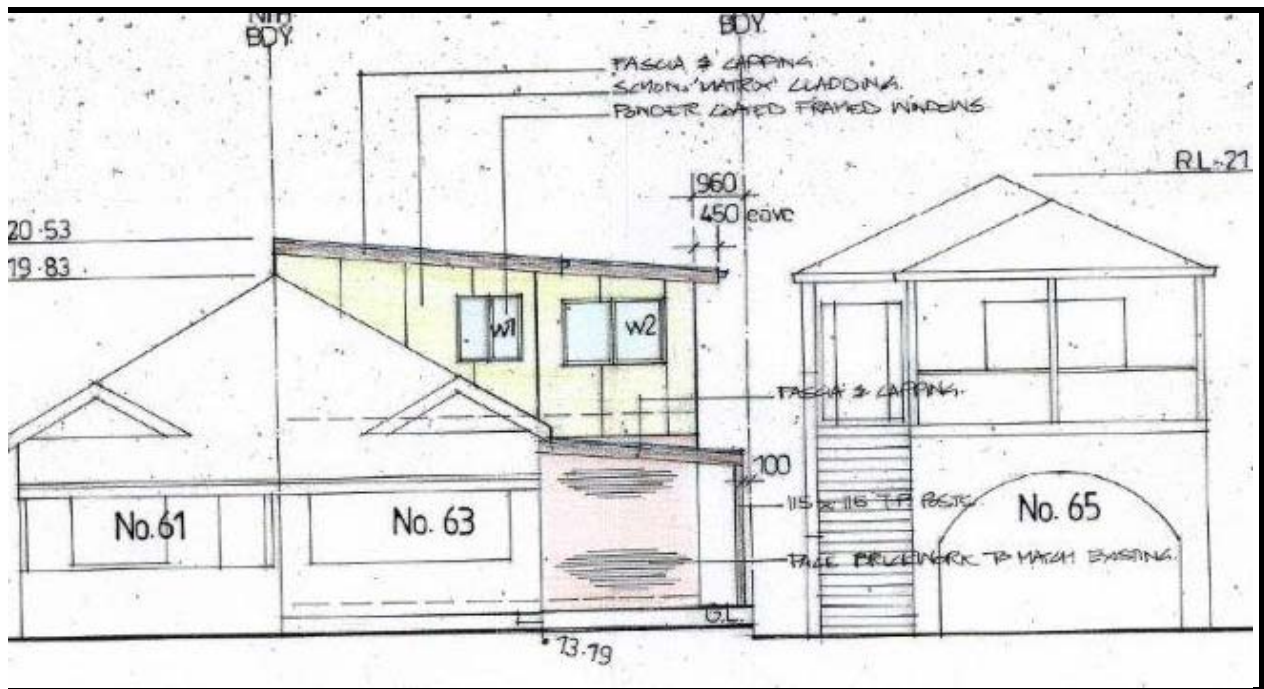 BDY
BDY.
FASCIA & CAPPING
SCYON 'MATRIX' CLADDING.
POWDER COATED FRAMED WINDOWS
R.L.-21
960
450 eave
20.53
19.83
W1
W2
FASCIA & CAPPING.
100
115 x 115 T.P. POSTS.
No. 61
No. 63
No. 65
FACE BRICKWORK TO MATCH EXISTING.
G.L.
13.19